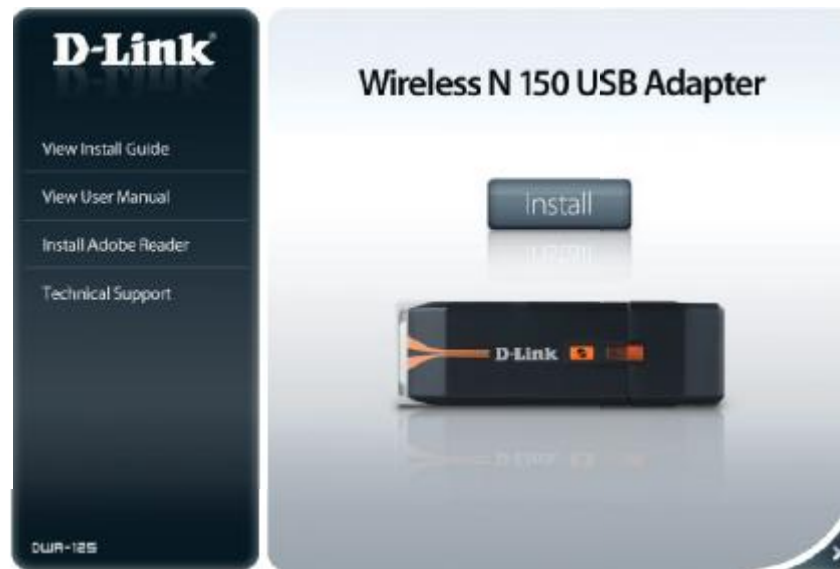 D-Link
View Install Guide
View User Manual
Install Adobe Reader
Technical Support
DWA-125
Wireless N 150 USB Adapter
install
D-Link